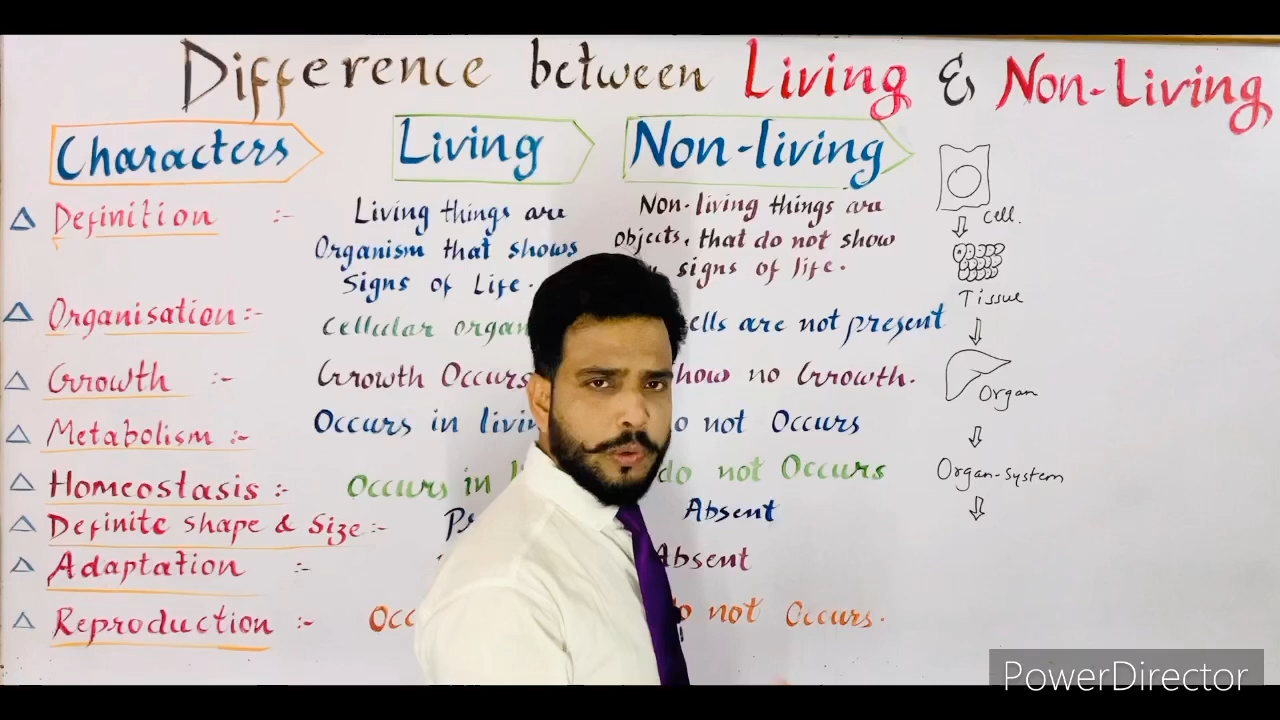 Difference between Living & Non-Living
Characters Living Non-living
Definition :- Living things are Non-living things are
Organism that shows objects, that do not show
Signs of Life. signs of life.
Organisation:- Cellular are not present
Growth :- Growth Occurs Show no Growth.
Metabolism :- Occurs in not Occurs
Homeostasis :- Occurs in do not Occurs
Definite shape & Size:- Absent
Adaptation :- Absent
Reproduction :- not Occurs.
Cell.
Tissue
Organ
Organ-system
PowerDirector